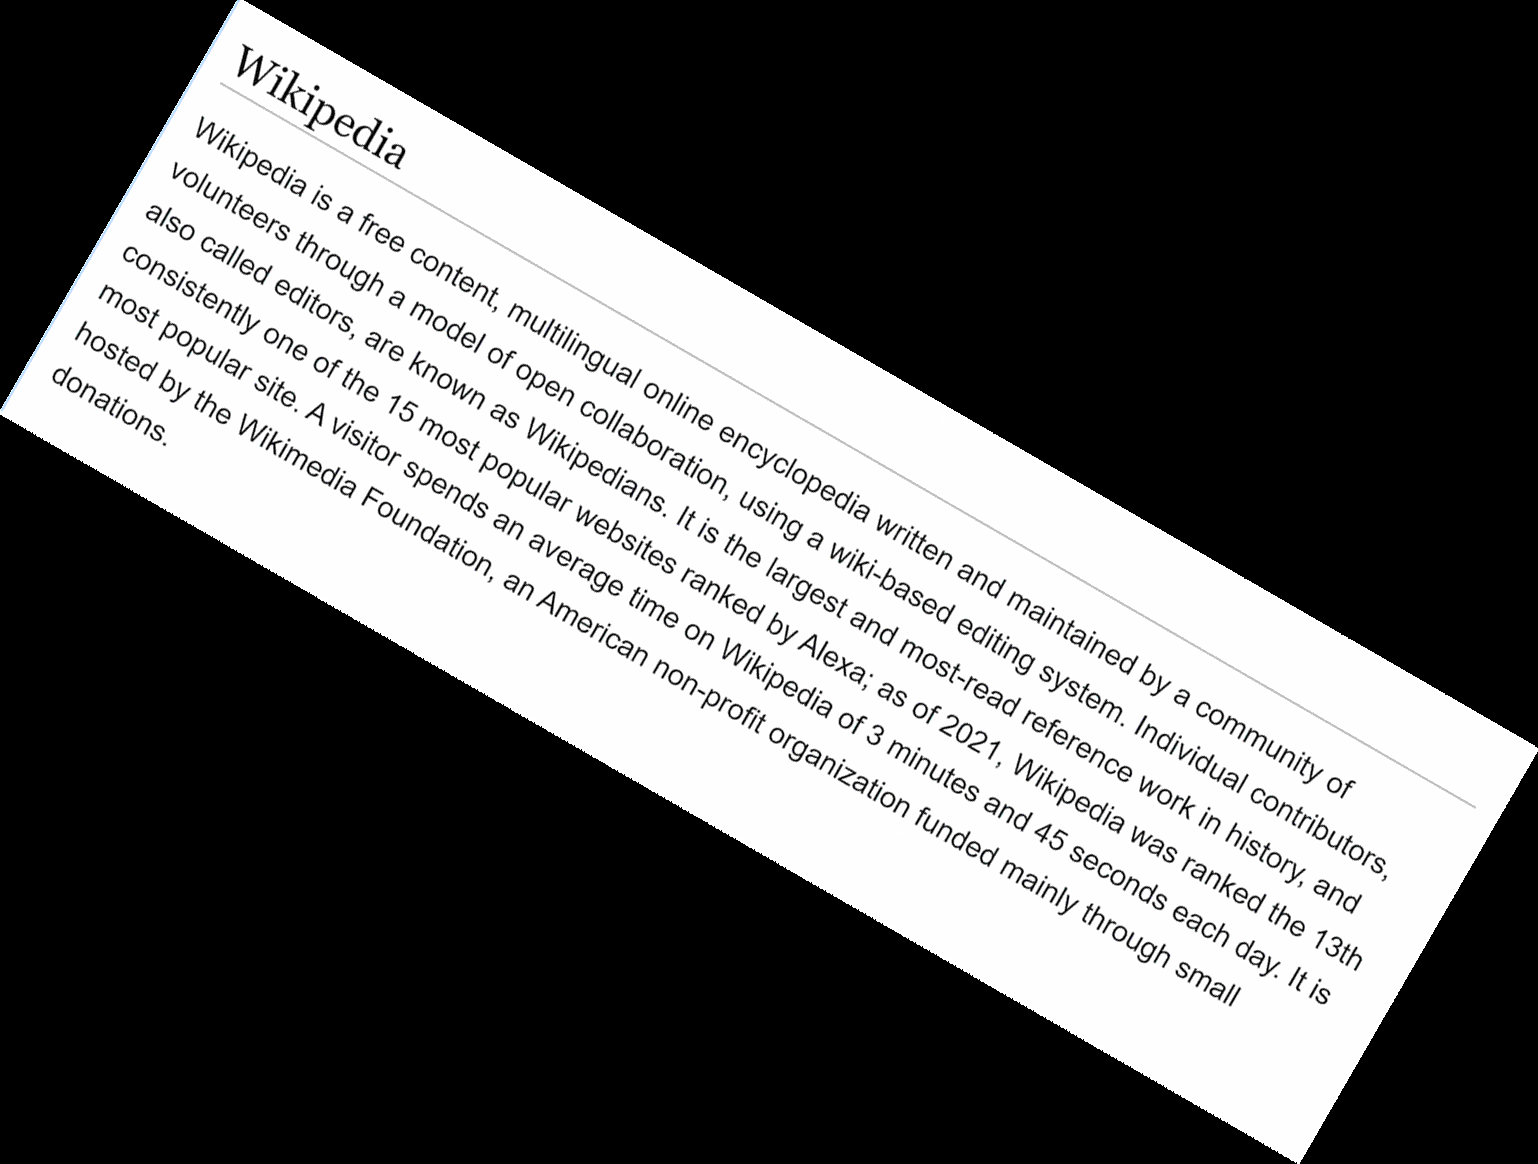 Wikipedia
Wikipedia is a free content, multilingual online encyclopedia written and maintained by a community of
volunteers through a model of open collaboration, using a wiki-based editing system. Individual contributors,
also called editors, are known as Wikipedians. It is the largest and most-read reference work in history, and
consistently one of the 15 most popular websites ranked by Alexa; as of 2021, Wikipedia was ranked the 13th
most popular site. A visitor spends an average time on Wikipedia of 3 minutes and 45 seconds each day. It is
hosted by the Wikimedia Foundation, an American non-profit organization funded mainly through small
donations.